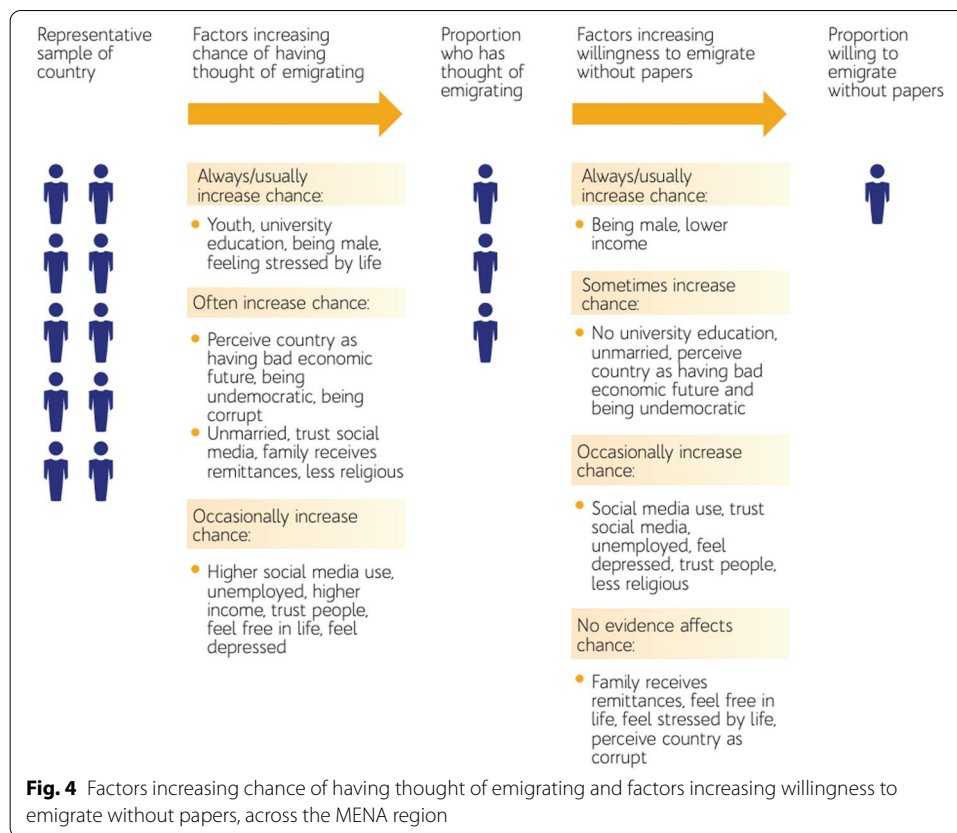 Representative
sample of
country
Factors increasing
chance of having
thought of emigrating
Proportion
who has
thought of
emigrating
Factors increasing
willingness to emigrate
without papers
Proportion
willing to
emigrate
without papers
Always/usually
increase chance:
• Youth, university
education, being male,
feeling stressed by life
Often increase chance:
• Perceive country as
having bad economic
future, being
undemocratic, being
corrupt
• Unmarried, trust social
media, family receives
remittances, less religious
Occasionally increase
chance:
• Higher social media use,
unemployed, higher
income, trust people,
feel free in life, feel
depressed
Always/usually
increase chance:
• Being male, lower
income
Sometimes increase
chance:
• No university education,
unmarried, perceive
country as having bad
economic future and
being undemocratic
Occasionally increase
chance:
• Social media use, trust
social media,
unemployed, feel
depressed, trust people,
less religious
No evidence affects
chance:
• Family receives
remittances, feel free in
life, feel stressed by life,
perceive country as
corrupt
Fig. 4 Factors increasing chance of having thought of emigrating and factors increasing willingness to
emigrate without papers, across the MENA region